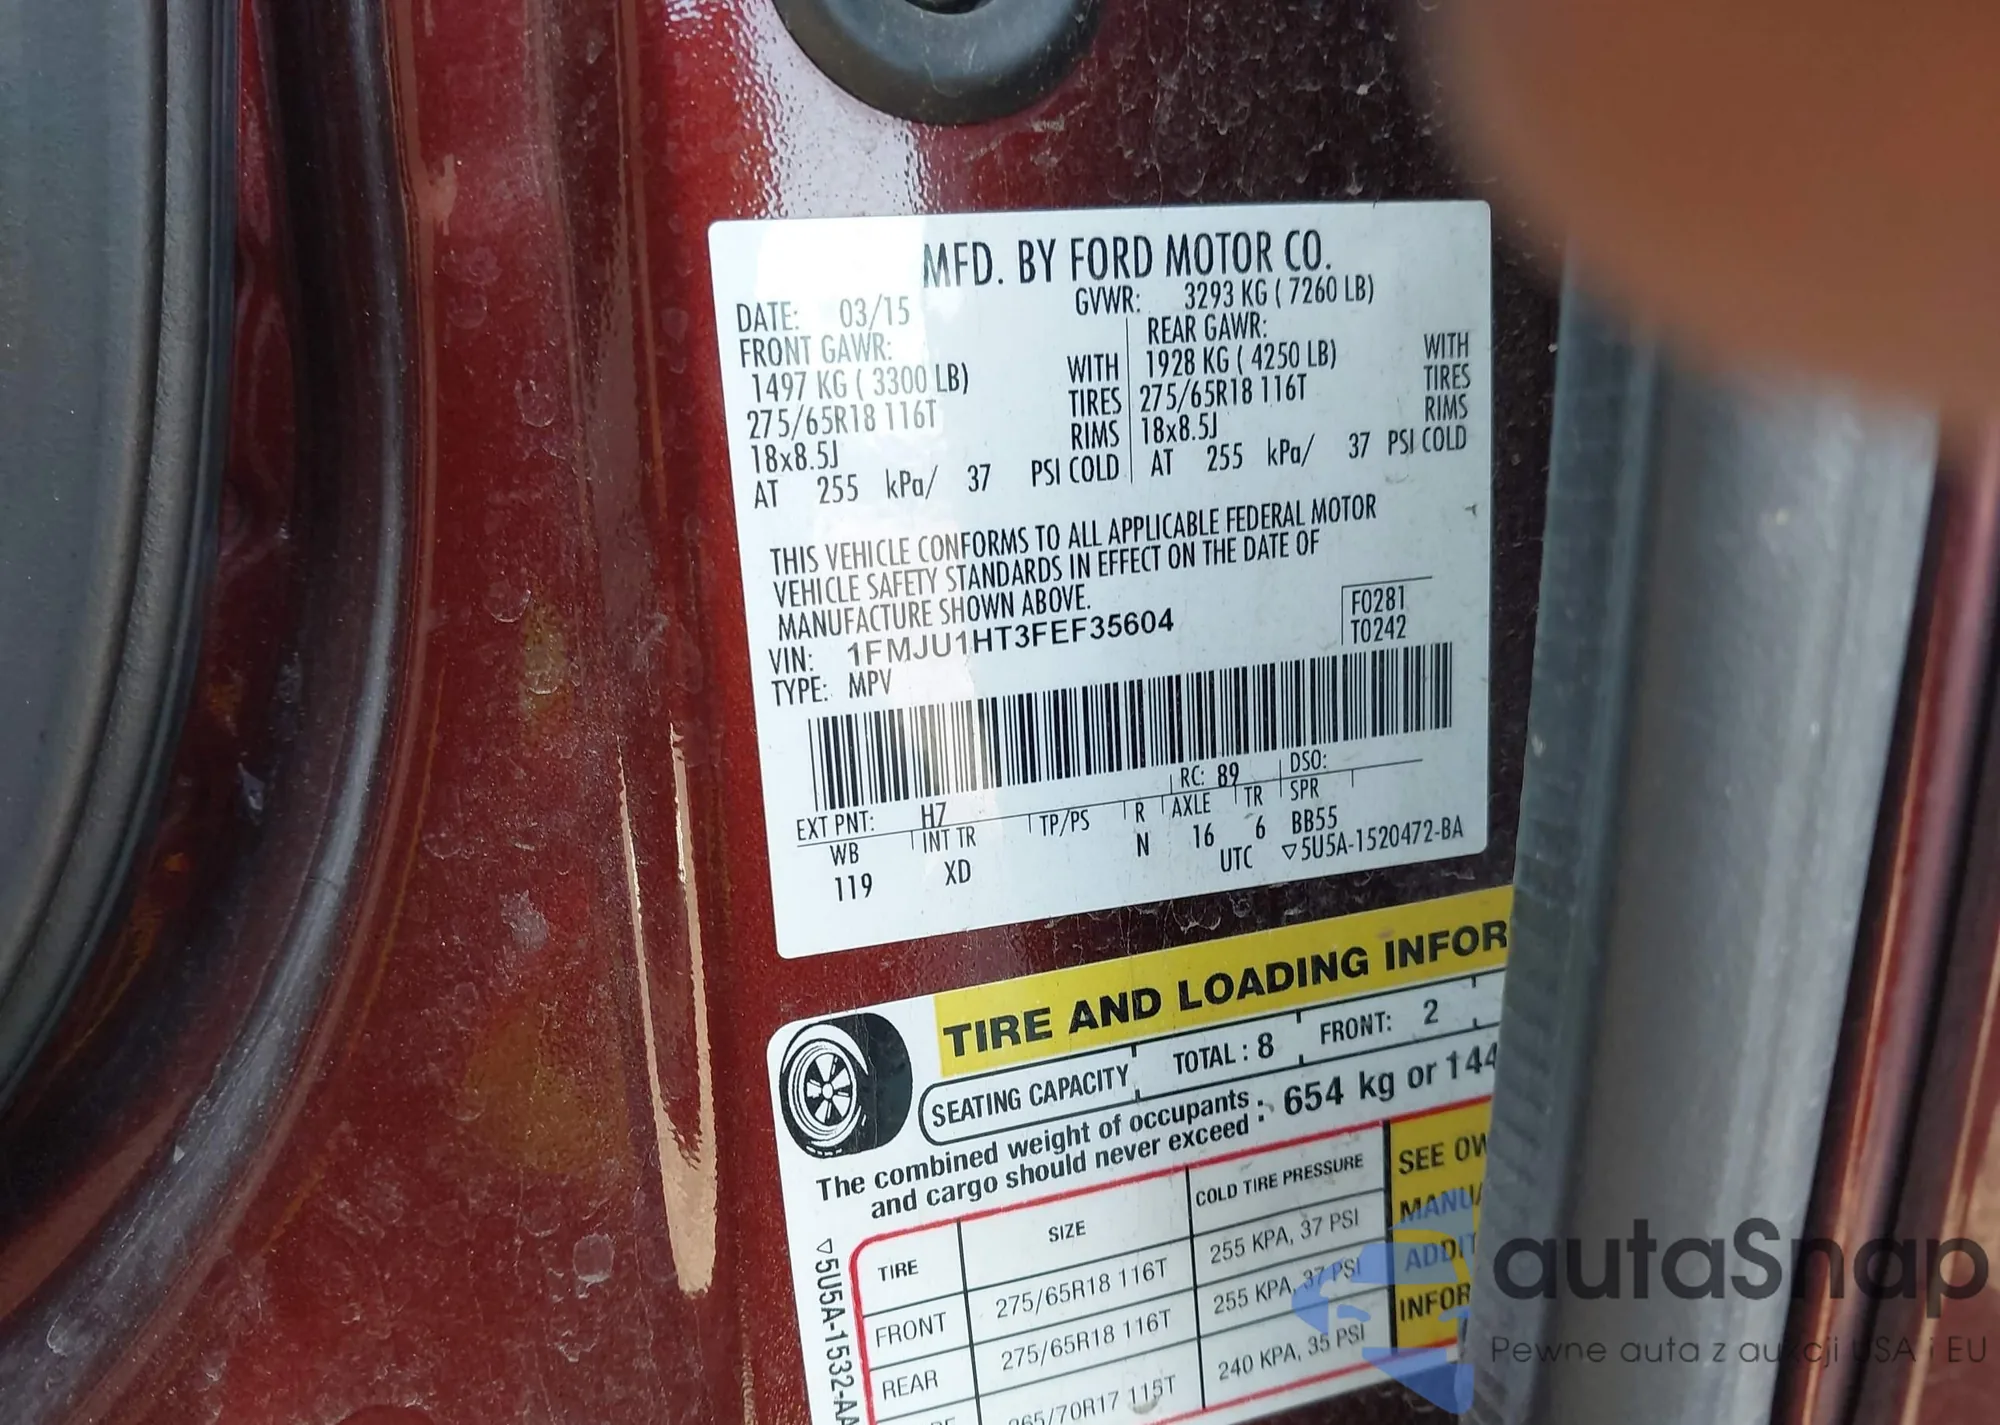 MFD. BY FORD MOTOR CO.
DATE: 03/15 GVWR: 3293 KG ( 7260 LB)
FRONT GAWR: REAR GAWR:
1497 KG ( 3300 LB) WITH 1928 KG ( 4250 LB) WITH
275/65R18 116T TIRES 275/65R18 116T TIRES
18x8.5J RIMS 18x8.5J RIMS
AT 255 kPa/ 37 PSI COLD AT 255 kPa/ 37 PSI COLD
THIS VEHICLE CONFORMS TO ALL APPLICABLE FEDERAL MOTOR
VEHICLE SAFETY STANDARDS IN EFFECT ON THE DATE OF
MANUFACTURE SHOWN ABOVE.
F0281
VIN: 1FMJU1HT3FEF35604
T0242
TYPE: MPV
EXT PNT: H7 RC: 89 DSO:
WB INT TR TP/PS R AXLE TR SPR
119 XD N 16 6 BB55
UTC ▽5U5A-1520472-BA
TIRE AND LOADING INFOR
SEATING CAPACITY TOTAL : 8 FRONT: 2
The combined weight of occupants
and cargo should never exceed : 654 kg or 144
TIRE SIZE COLD TIRE PRESSURE
FRONT 275/65R18 116T 255 KPA, 37 PSI
REAR 275/65R18 116T 255 KPA, 37 PSI
265/70R17 115T 240 KPA, 35 PSI
SEE OW
MANUA
ADDIT
INFOR
▽5U5A-1532-AA
autaSnap
Pewne auta z aukcji USA i EU